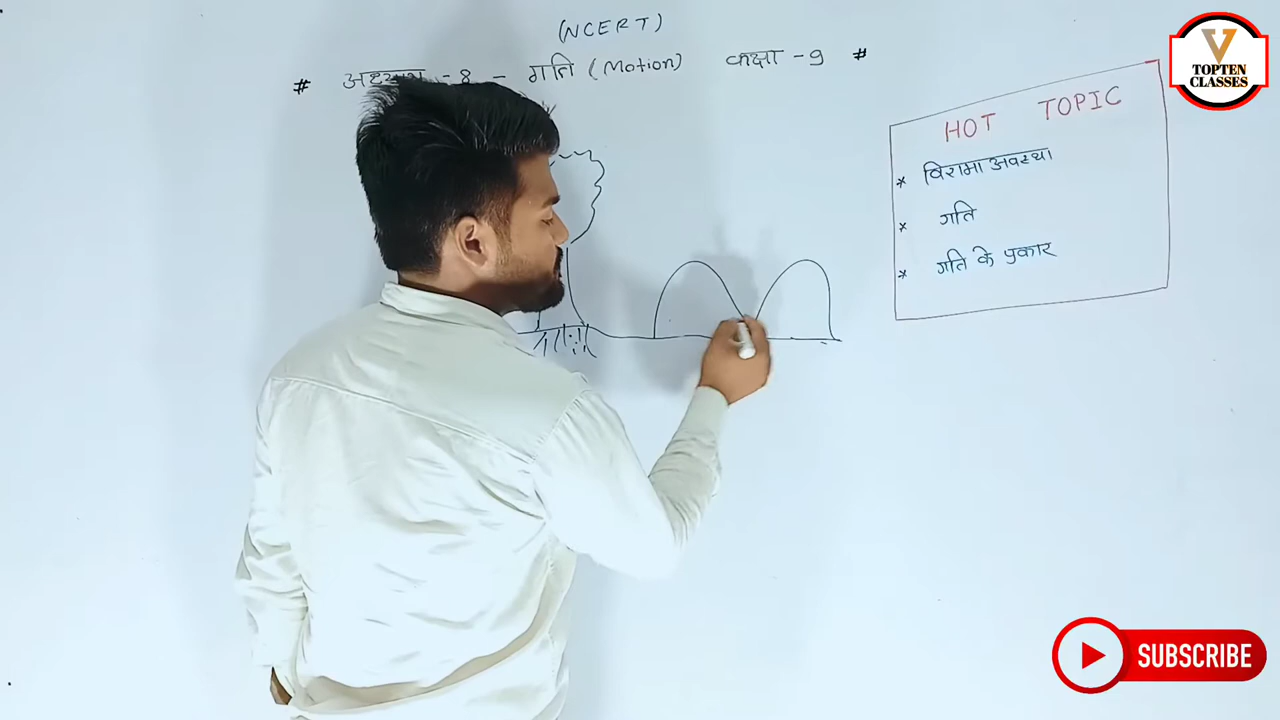 (NCERT)
# अध्याय - 8 - गति (Motion) कक्षा - 9 #
HOT TOPIC
* विरामा अवस्था
* गति
* गति के प्रकार
V
TOPTEN
CLASSES
SUBSCRIBE